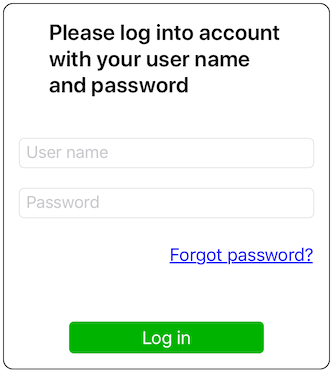 Please log into account
with your user name
and password
User name
Password
Forgot password?
Log in